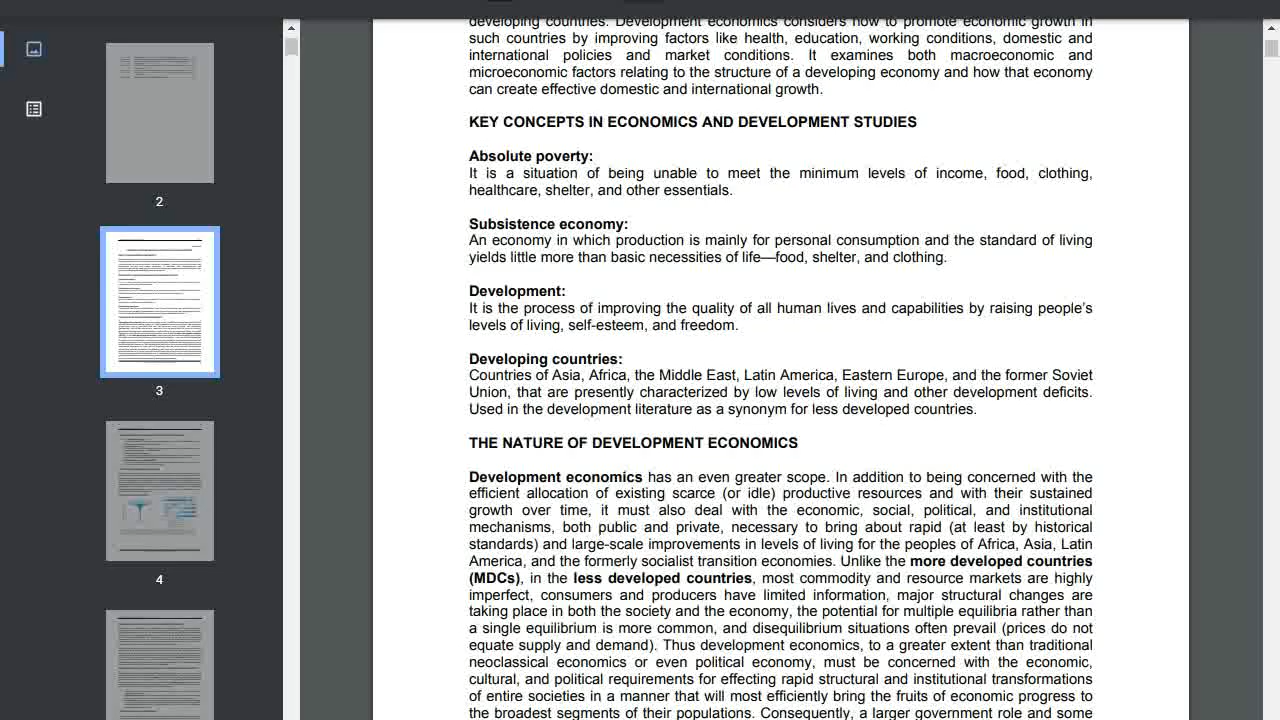 developing countries. Development economics considers how to promote economic growth in
such countries by improving factors like health, education, working conditions, domestic and
international policies and market conditions. It examines both macroeconomic and
microeconomic factors relating to the structure of a developing economy and how that economy
can create effective domestic and international growth.
KEY CONCEPTS IN ECONOMICS AND DEVELOPMENT STUDIES
Absolute poverty:
It is a situation of being unable to meet the minimum levels of income, food, clothing,
healthcare, shelter, and other essentials.
Subsistence economy:
An economy in which production is mainly for personal consumption and the standard of living
yields little more than basic necessities of life—food, shelter, and clothing.
Development:
It is the process of improving the quality of all human lives and capabilities by raising people's
levels of living, self-esteem, and freedom.
Developing countries:
Countries of Asia, Africa, the Middle East, Latin America, Eastern Europe, and the former Soviet
Union, that are presently characterized by low levels of living and other development deficits.
Used in the development literature as a synonym for less developed countries.
THE NATURE OF DEVELOPMENT ECONOMICS
Development economics has an even greater scope. In addition to being concerned with the
efficient allocation of existing scarce (or idle) productive resources and with their sustained
growth over time, it must also deal with the economic, social, political, and institutional
mechanisms, both public and private, necessary to bring about rapid (at least by historical
standards) and large-scale improvements in levels of living for the peoples of Africa, Asia, Latin
America, and the formerly socialist transition economies. Unlike the more developed countries
(MDCs), in the less developed countries, most commodity and resource markets are highly
imperfect, consumers and producers have limited information, major structural changes are
taking place in both the society and the economy, the potential for multiple equilibria rather than
a single equilibrium is more common, and disequilibrium situations often prevail (prices do not
equate supply and demand). Thus development economics, to a greater extent than traditional
neoclassical economics or even political economy, must be concerned with the economic,
cultural, and political requirements for effecting rapid structural and institutional transformations
of entire societies in a manner that will most efficiently bring the fruits of economic progress to
the broadest segments of their populations. Consequently, a larger government role and some
2
3
4